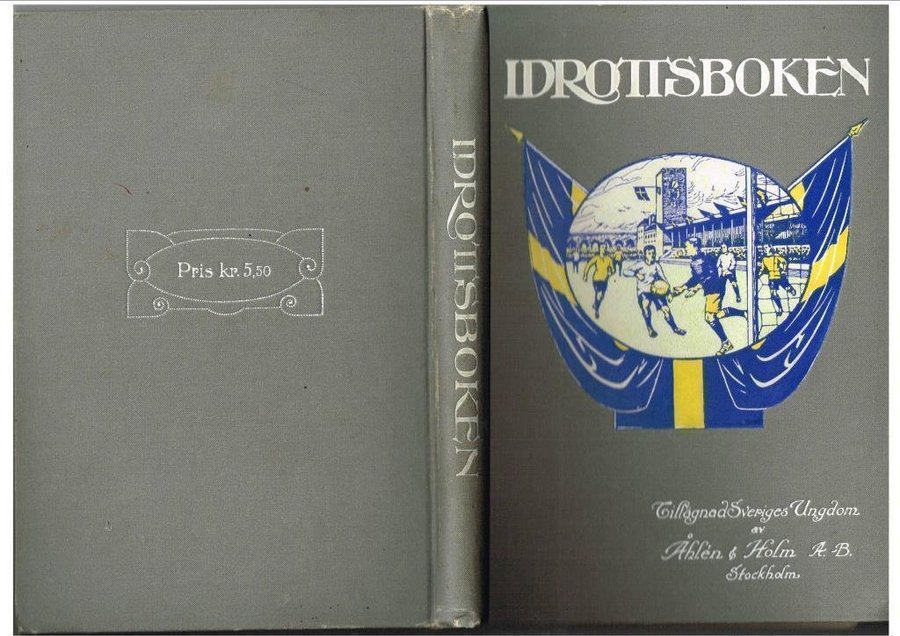 Pris kr. 5,50
IDROTTSBOKEN
IDROTTSBOKEN
Tillägnad Sveriges Ungdom
av
Åhlén & Holm A.-B.
Stockholm.